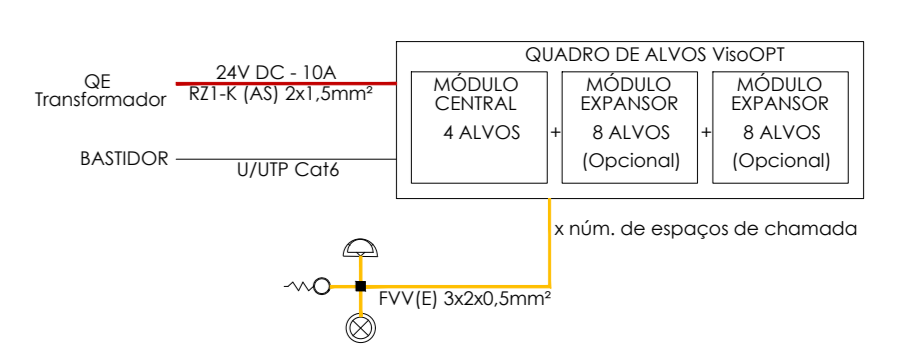 QUADRO DE ALVOS VisoOPT
24V DC - 10A
QE
Transformador
RZ1-K (AS) 2x1,5mm²
MÓDULO
CENTRAL
4 ALVOS
+
MÓDULO
EXPANSOR
8 ALVOS
(Opcional)
+
MÓDULO
EXPANSOR
8 ALVOS
(Opcional)
BASTIDOR
U/UTP Cat6
x núm. de espaços de chamada
FVV(E) 3x2x0,5mm²